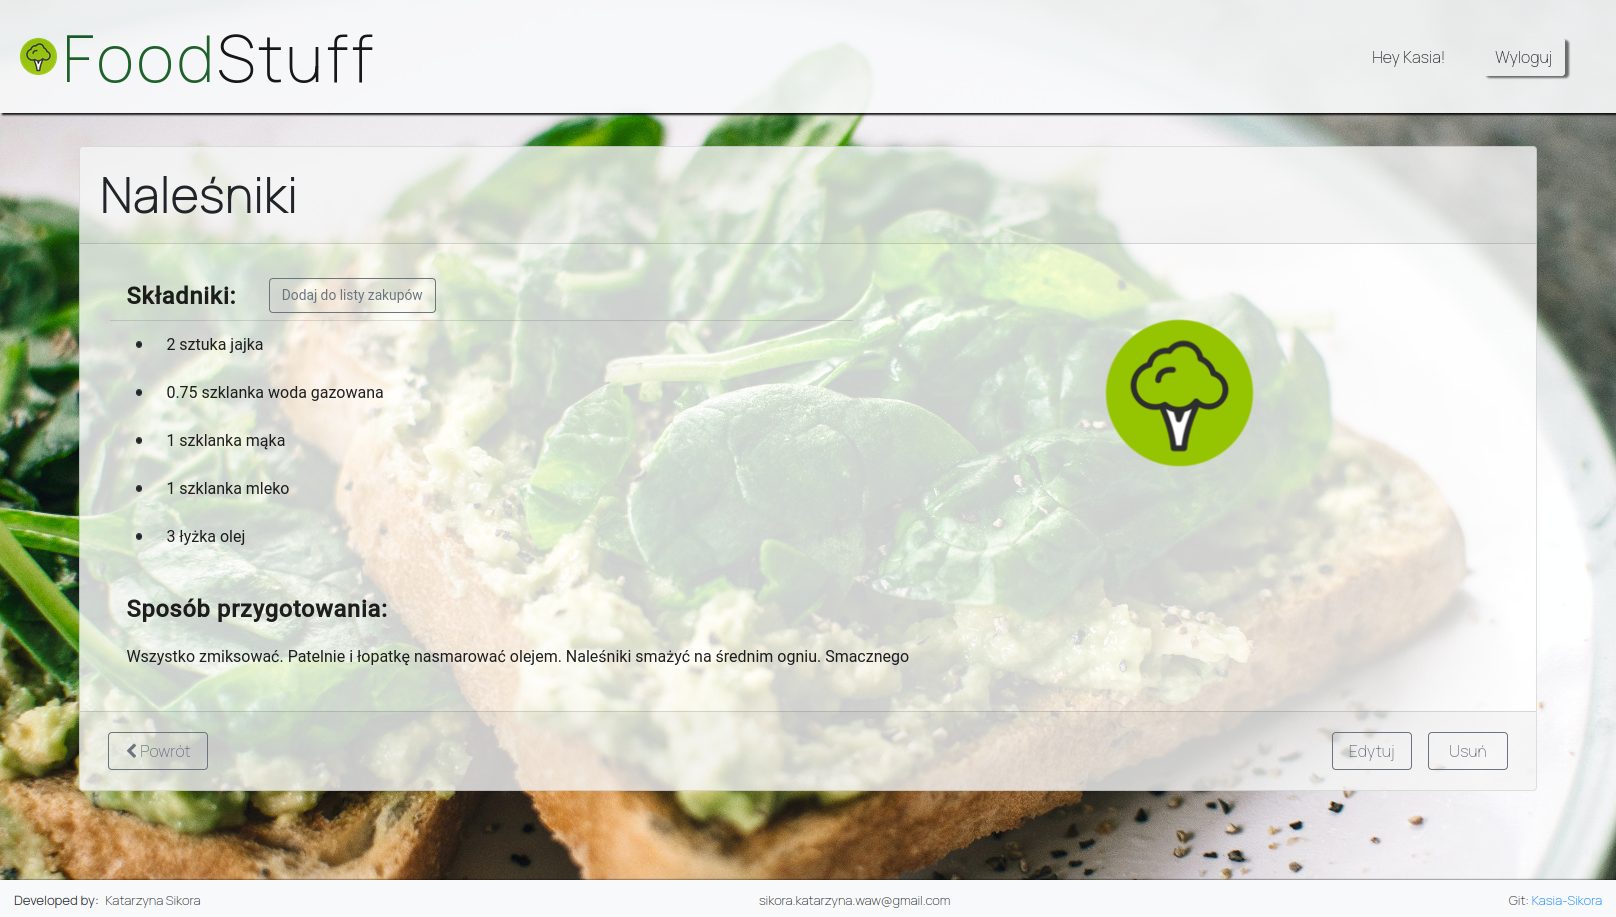 FoodStuff
Hey Kasia!
Wyloguj
Naleśniki
Składniki:
Dodaj do listy zakupów
2 sztuka jajka
0.75 szklanka woda gazowana
1 szklanka mąka
1 szklanka mleko
3 łyżka olej
Sposób przygotowania:
Wszystko zmiksować. Patelnie i łopatkę nasmarować olejem. Naleśniki smażyć na średnim ogniu. Smacznego
Powrót
Edytuj
Usuń
Developed by: Katarzyna Sikora
sikora.katarzyna.waw@gmail.com
Git: Kasia-Sikora